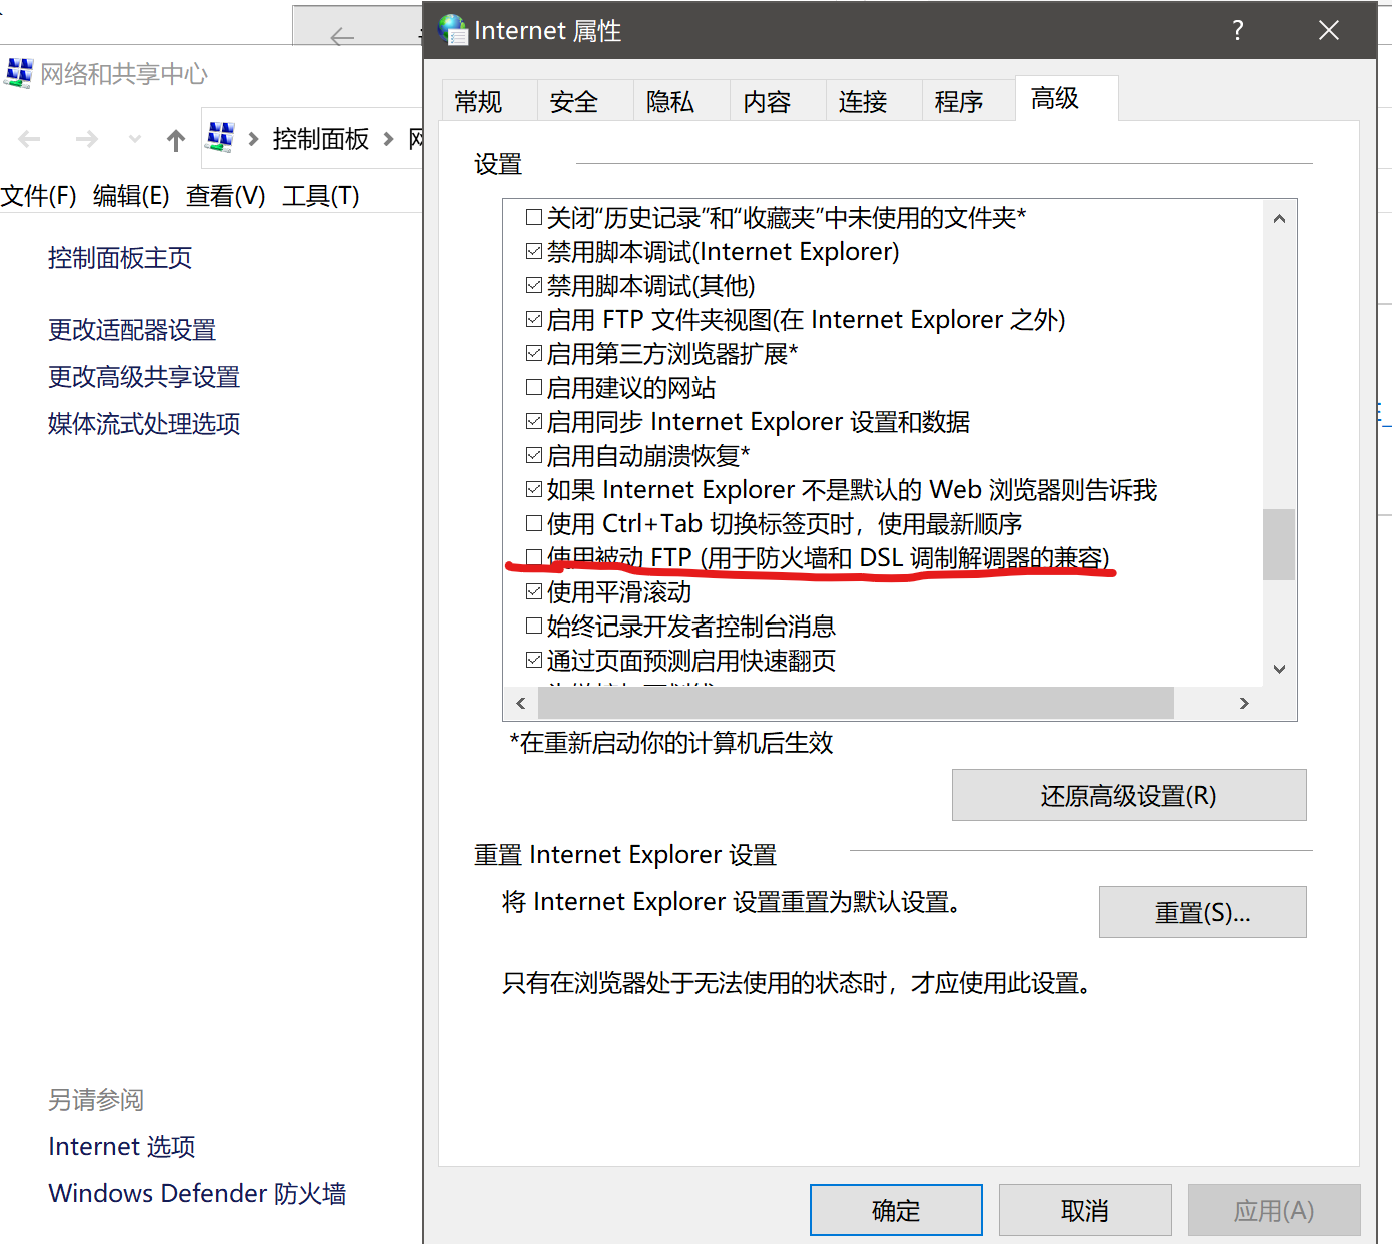 Internet 属性
?
网络和共享中心
控制面板
文件(F) 编辑(E) 查看(V) 工具(T)
控制面板主页
更改适配器设置
更改高级共享设置
媒体流式处理选项
另请参阅
Internet 选项
Windows Defender 防火墙
常规 安全 隐私 内容 连接 程序 高级
设置
关闭“历史记录”和“收藏夹”中未使用的文件夹*
禁用脚本调试(Internet Explorer)
禁用脚本调试(其他)
启用 FTP 文件夹视图(在 Internet Explorer 之外)
启用第三方浏览器扩展*
启用建议的网站
启用同步 Internet Explorer 设置和数据
启用自动崩溃恢复*
如果 Internet Explorer 不是默认的 Web 浏览器则告诉我
使用 Ctrl+Tab 切换标签页时，使用最新顺序
使用被动 FTP (用于防火墙和 DSL 调制解调器的兼容)
使用平滑滚动
始终记录开发者控制台消息
通过页面预测启用快速翻页
*在重新启动你的计算机后生效
还原高级设置(R)
重置 Internet Explorer 设置
将 Internet Explorer 设置重置为默认设置。
重置(S)...
只有在浏览器处于无法使用的状态时，才应使用此设置。
确定 取消 应用(A)